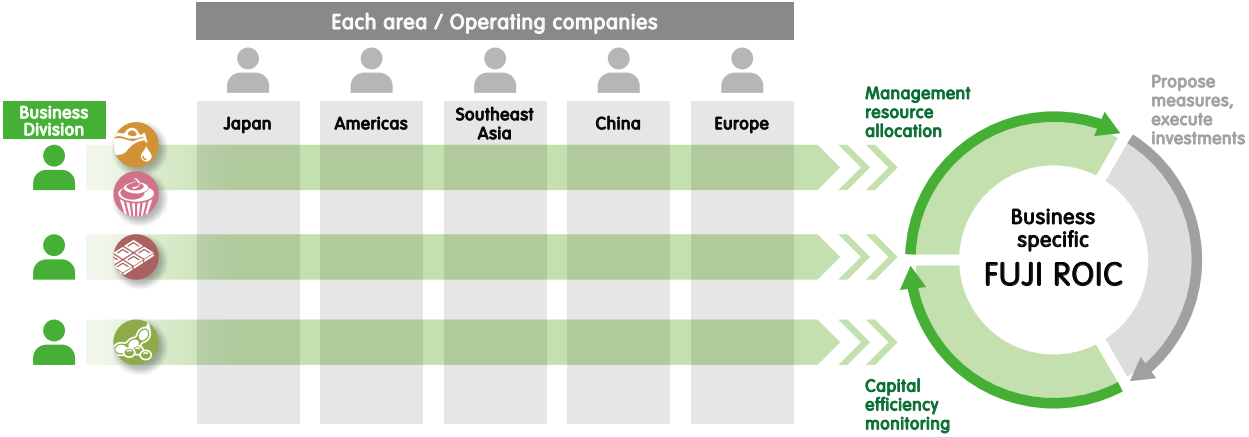 Each area / Operating companies
Business
Division
Japan
Americas
Southeast
Asia
China
Europe
Management
resource
allocation
Propose
measures,
execute
investments
Business
specific
FUJI ROIC
Capital
efficiency
monitoring